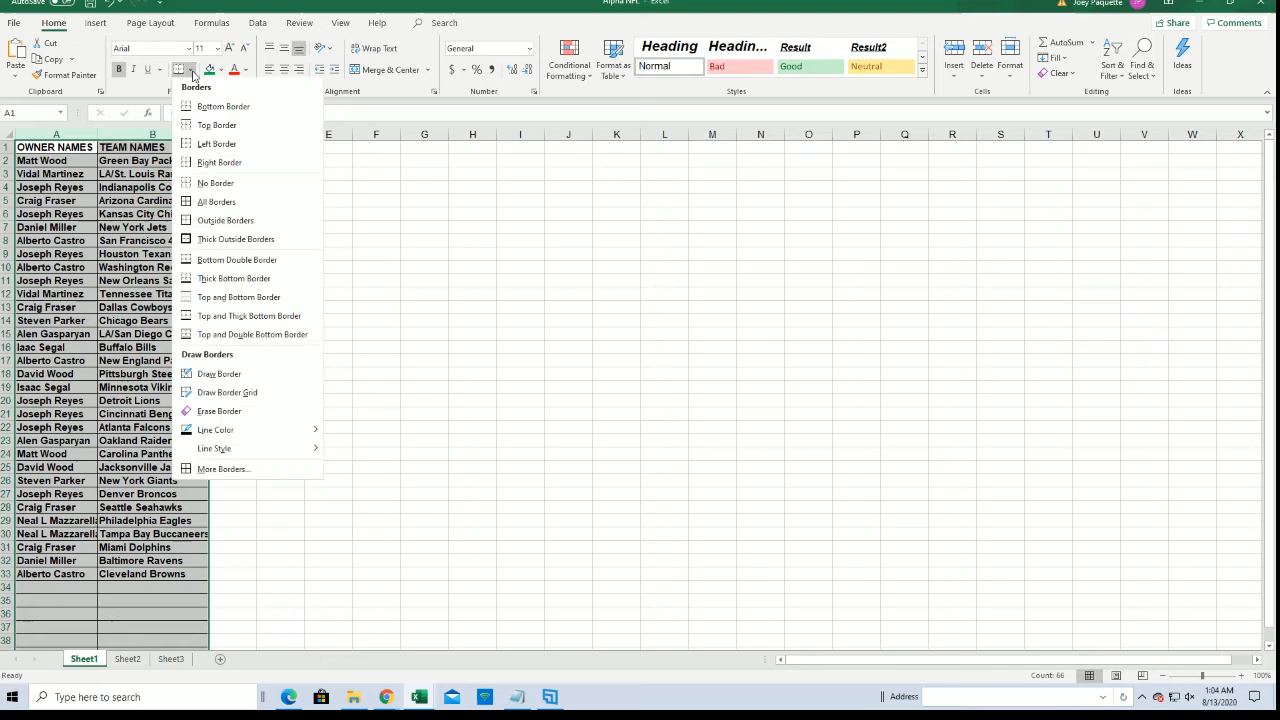 AutoSave
Alpha NFL - Excel
Joey Paquette
File Home Insert Page Layout Formulas Data Review View Help Search Share Comments
Paste Cut Copy Format Painter
Arial 11
B I U A
Wrap Text
Merge & Center
General
$ % ,
Conditional Formatting
Format as Table
Heading Headin... Result Result2
Normal Bad Good Neutral
Insert Delete Format
AutoSum Fill Clear
Sort & Filter
Find & Select
Ideas
Clipboard Alignment Number Styles Cells Editing Ideas
A1
A B E F G H I J K L M N O P Q R S T U V W X
1 OWNER NAMES TEAM NAMES
2 Matt Wood Green Bay Pack
3 Vidal Martinez LA/St. Louis Ra
4 Joseph Reyes Indianapolis Co
5 Craig Fraser Arizona Cardina
6 Joseph Reyes Kansas City Chi
7 Daniel Miller New York Jets
8 Alberto Castro San Francisco 4
9 Joseph Reyes Houston Texan
10 Alberto Castro Washington Red
11 Joseph Reyes New Orleans Sa
12 Vidal Martinez Tennessee Tita
13 Craig Fraser Dallas Cowboys
14 Steven Parker Chicago Bears
15 Alen Gasparyan LA/San Diego C
16 Iaac Segal Buffalo Bills
17 Alberto Castro New England Pa
18 David Wood Pittsburgh Stee
19 Isaac Segal Minnesota Vikin
20 Joseph Reyes Detroit Lions
21 Joseph Reyes Cincinnati Beng
22 Joseph Reyes Atlanta Falcons
23 Alen Gasparyan Oakland Raider
24 Matt Wood Carolina Panthe
25 David Wood Jacksonville Ja
26 Steven Parker New York Giants
27 Joseph Reyes Denver Broncos
28 Craig Fraser Seattle Seahawks
29 Neal L Mazzarella Philadelphia Eagles
30 Neal L Mazzarella Tampa Bay Buccaneers
31 Craig Fraser Miami Dolphins
32 Daniel Miller Baltimore Ravens
33 Alberto Castro Cleveland Browns
34
35
36
37
38
Borders
Bottom Border
Top Border
Left Border
Right Border
No Border
All Borders
Outside Borders
Thick Outside Borders
Bottom Double Border
Thick Bottom Border
Top and Bottom Border
Top and Thick Bottom Border
Top and Double Bottom Border
Draw Borders
Draw Border
Draw Border Grid
Erase Border
Line Color
Line Style
More Borders...
Sheet1 Sheet2 Sheet3
Ready
Count: 66
100%
Type here to search
Address
1:04 AM
8/13/2020